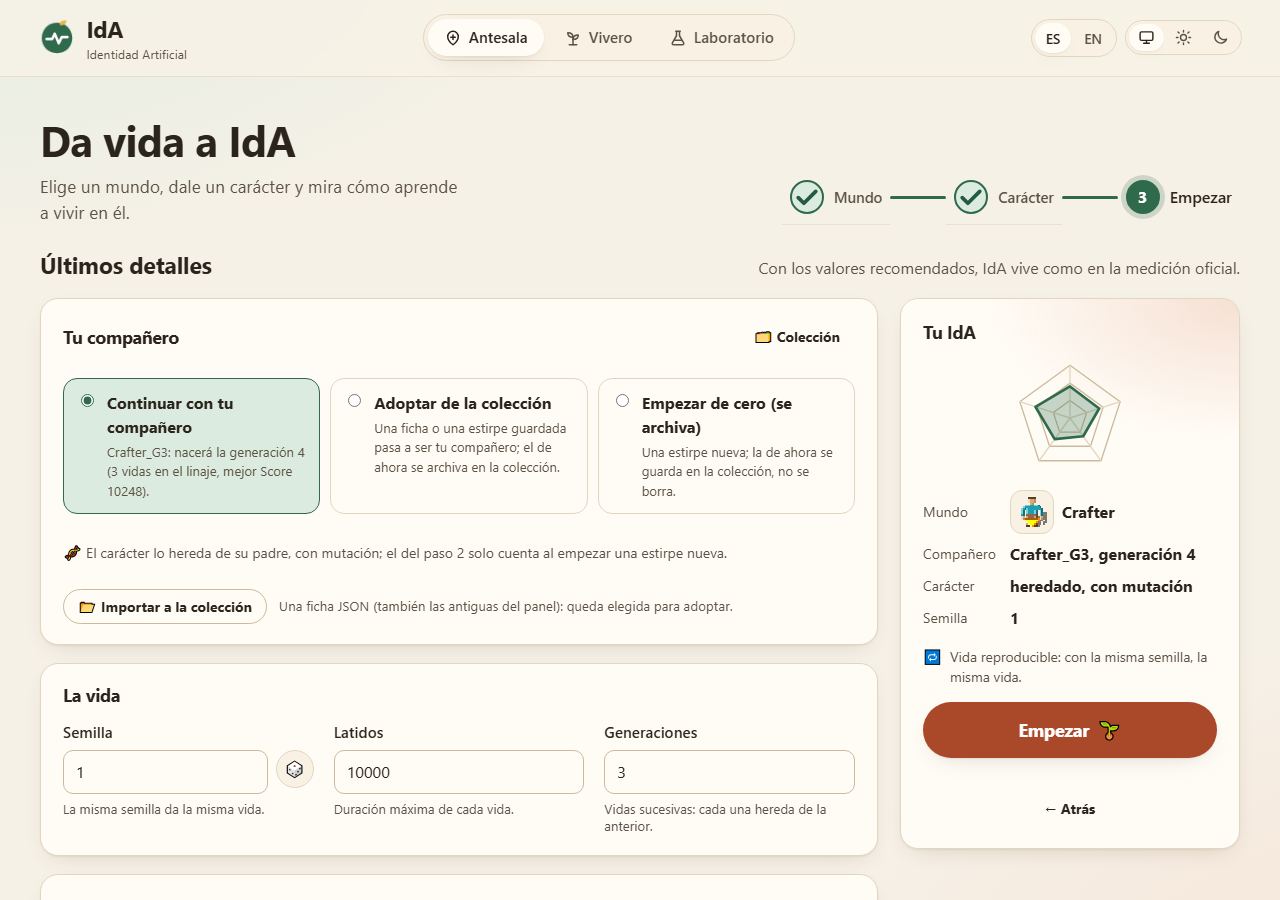 IdA
Identidad Artificial
Antesala
Vivero
Laboratorio
ES
EN
Da vida a IdA
Elige un mundo, dale un carácter y mira cómo aprende
a vivir en él.
Mundo
Carácter
3
Empezar
Últimos detalles
Con los valores recomendados, IdA vive como en la medición oficial.
Tu compañero
Colección
Continuar con tu
compañero
Crafter_G3: nacerá la generación 4
(3 vidas en el linaje, mejor Score
10248).
Adoptar de la colección
Una ficha o una estirpe guardada
pasa a ser tu compañero; el de
ahora se archiva en la colección.
Empezar de cero (se
archiva)
Una estirpe nueva; la de ahora se
guarda en la colección, no se
borra.
El carácter lo hereda de su padre, con mutación; el del paso 2 solo cuenta al empezar una estirpe nueva.
Importar a la colección
Una ficha JSON (también las antiguas del panel): queda elegida para adoptar.
La vida
Semilla
1
La misma semilla da la misma vida.
Latidos
10000
Duración máxima de cada vida.
Generaciones
3
Vidas sucesivas: cada una hereda de la
anterior.
Tu IdA
Mundo
Crafter
Compañero
Crafter_G3, generación 4
Carácter
heredado, con mutación
Semilla
1
Vida reproducible: con la misma semilla, la
misma vida.
Empezar
← Atrás